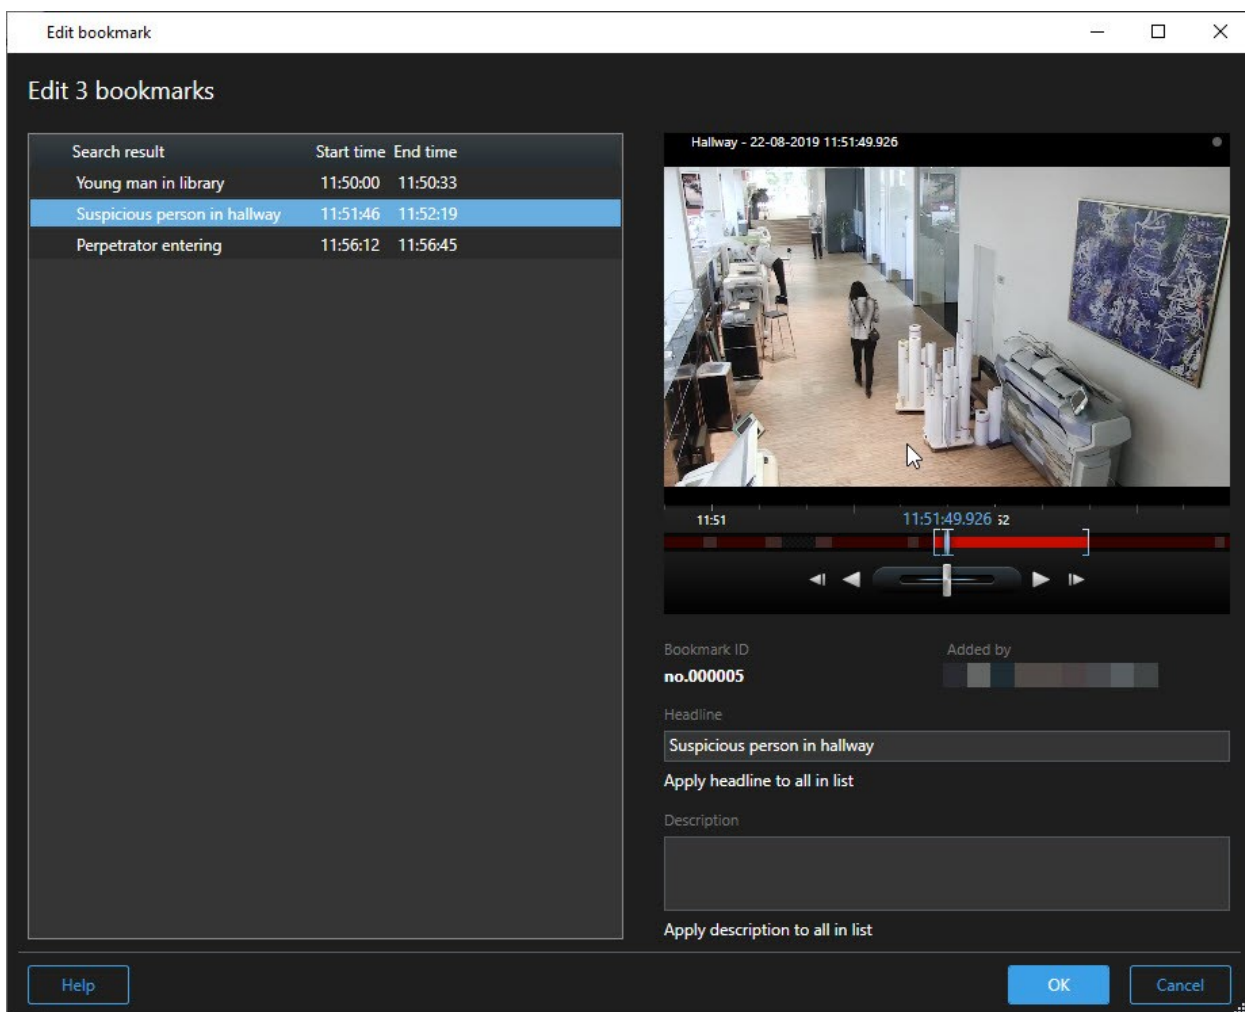 Edit bookmark
Edit 3 bookmarks
Search result Start time End time
Young man in library 11:50:00 11:50:33
Suspicious person in hallway 11:51:46 11:52:19
Perpetrator entering 11:56:12 11:56:45
Hallway - 22-08-2019 11:51:49.926
11:51 11:51:49.926 52
Bookmark ID Added by
no.000005
Headline
Suspicious person in hallway
Apply headline to all in list
Description
Apply description to all in list
Help OK Cancel